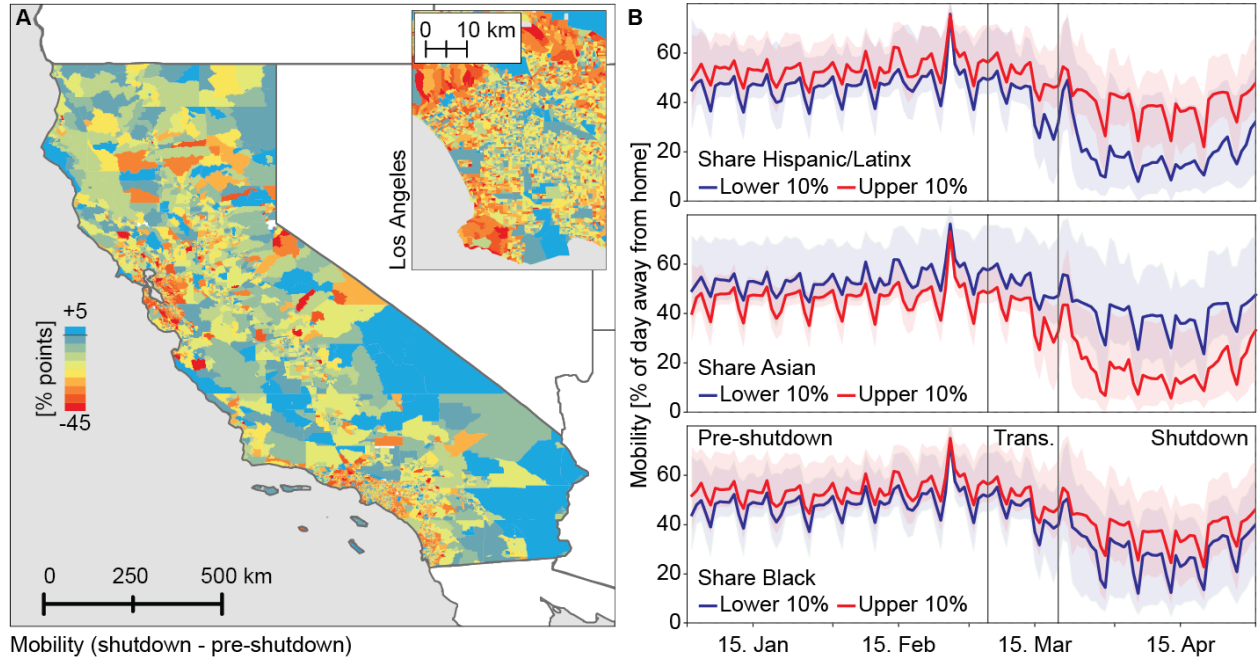 A
0 10 km
Los Angeles
+5
[% points]
-45
0 250 500 km
Mobility (shutdown - pre-shutdown)
B
Mobility [% of day away from home]
60
40
20
0
Share Hispanic/Latinx
Lower 10% Upper 10%
60
40
20
0
Share Asian
Lower 10% Upper 10%
Pre-shutdown Trans. Shutdown
60
40
20
0
Share Black
Lower 10% Upper 10%
15. Jan 15. Feb 15. Mar 15. Apr